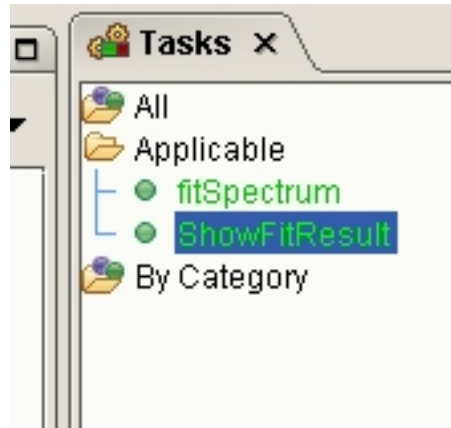 Tasks
All
Applicable
fitSpectrum
ShowFitResult
By Category